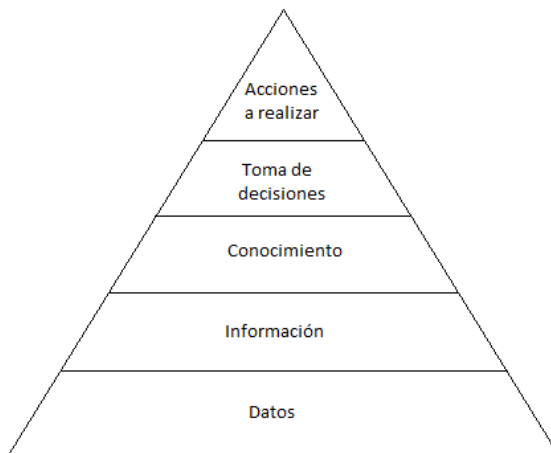 Acciones
a realizar
Toma de
decisiones
Conocimiento
Información
Datos